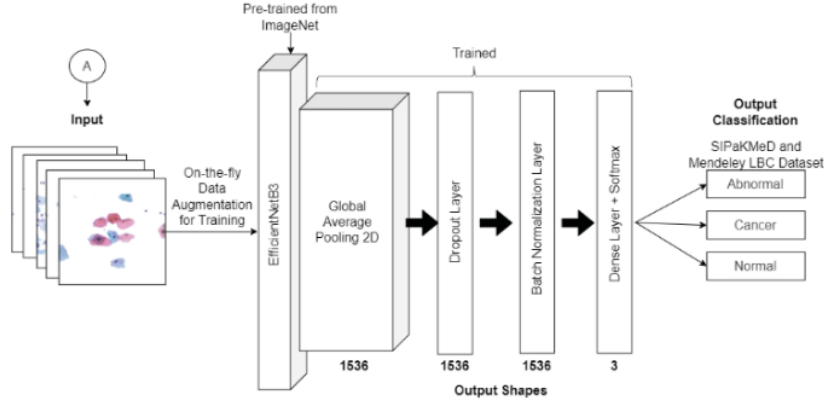 Pre-trained from
ImageNet
A
Input
On-the-fly
Data
Augmentation
for Training
EfficientNetB3
Trained
Global
Average
Pooling 2D
Dropout Layer
Batch Normalization Layer
Dense Layer + Softmax
1536
1536
1536
3
Output Shapes
Output
Classification
SIPaKMeD and
Mendeley LBC Dataset
Abnormal
Cancer
Normal